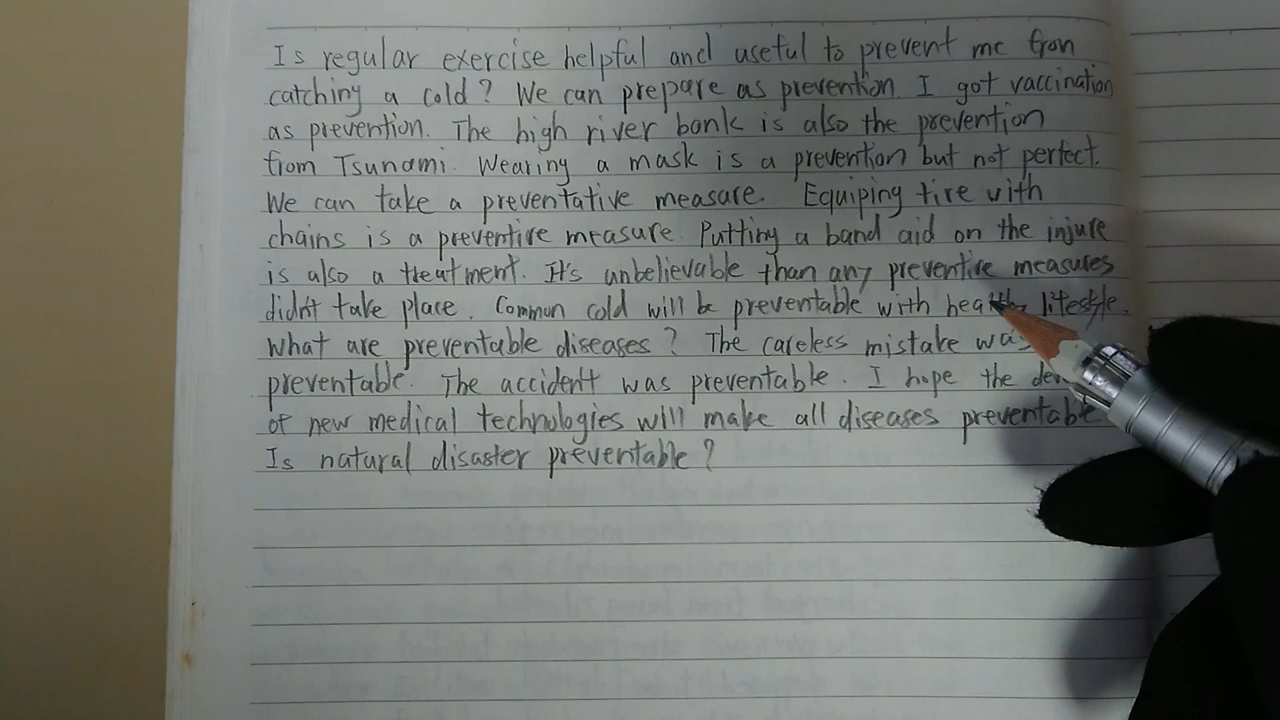 Is regular exercise helpful and useful to prevent me fron
catching a cold? We can prepare as prevention I got vaccination
as prevention. The high river bank is also the prevention
from Tsunami. Wearing a mask is a prevention but not perfect.
We can take a preventative measure. Equiping tire with
chains is a preventive measure. Putting a band aid on the injure
is also a treatment. It's unbelievable than any preventive measures
didn't take place. Common cold will be preventable with lifestyle.
What are preventable diseases? The careless mistake was
preventable. The accidentt was preventable. I hope the
of new medical technologies will make all diseases preventable
Is natural disaster preventable?